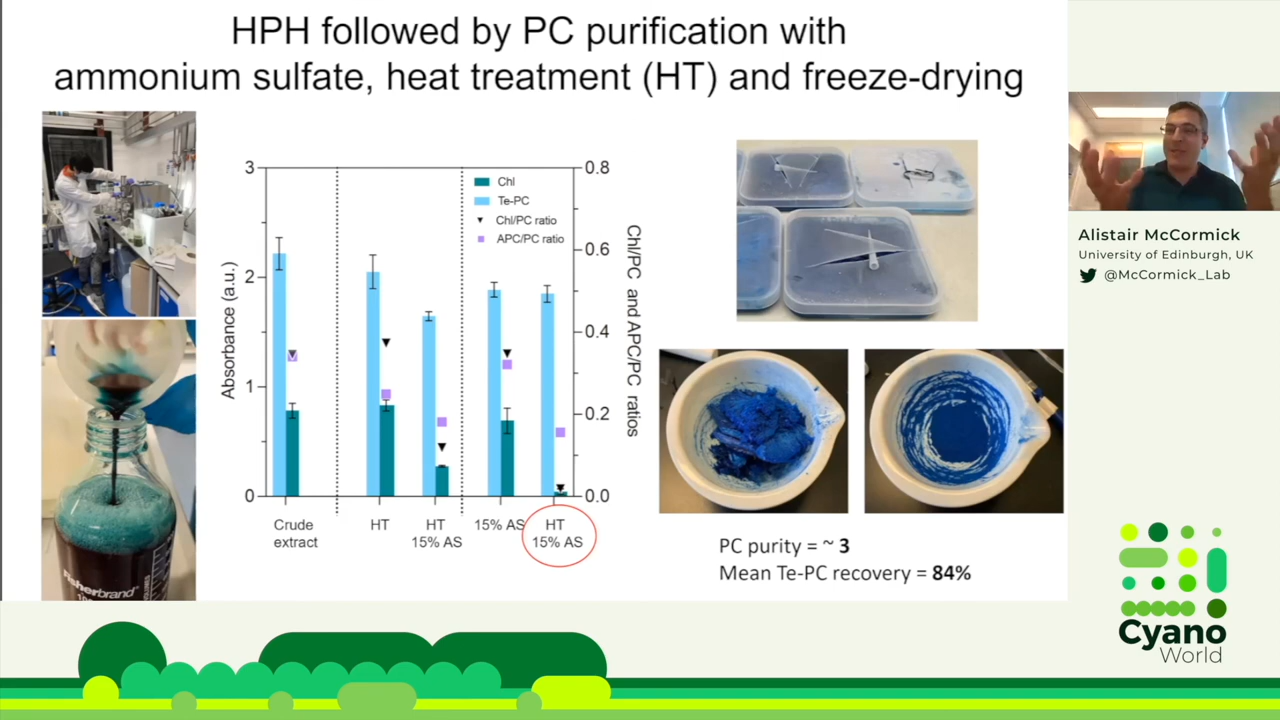 HPH followed by PC purification with
ammonium sulfate, heat treatment (HT) and freeze-drying
3
2
1
0
Absorbance (a.u.)
Chl
Te-PC
Chl/PC ratio
APC/PC ratio
0.8
0.6
0.4
0.2
0.0
Chl/PC and APC/PC ratios
Crude
extract
HT
HT
15% AS
15% AS
HT
15% AS
PC purity = ~ 3
Mean Te-PC recovery = 84%
Fisherbrand
Alistair McCormick
University of Edinburgh, UK
@McCormick_Lab
Cyano
World